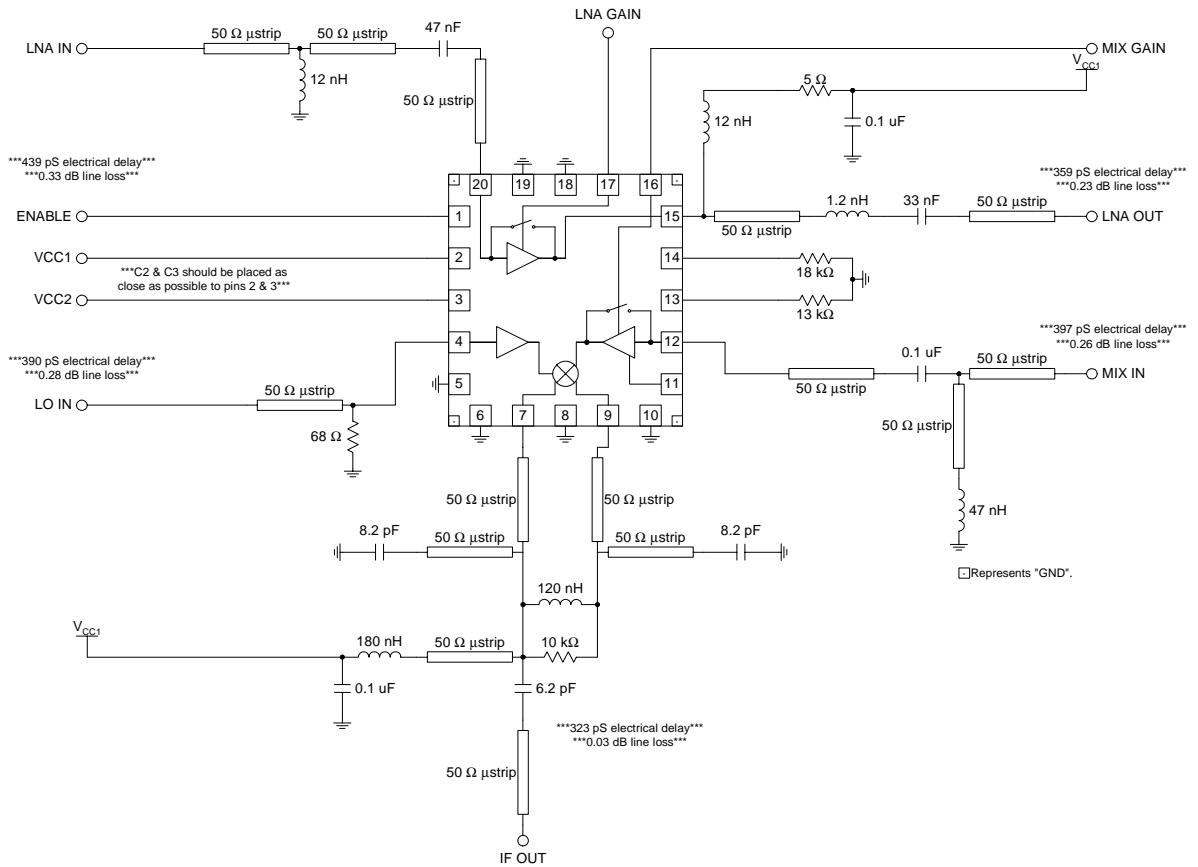 LNA GAIN
LNA IN
50 Ω μstrip
50 Ω μstrip
47 nF
12 nH
50 Ω μstrip
MIX GAIN
VCC1
5 Ω
12 nH
0.1 uF
***439 pS electrical delay***
***0.33 dB line loss***
20
19
18
17
16
***359 pS electrical delay***
***0.23 dB line loss***
ENABLE
1
15
50 Ω μstrip
1.2 nH
33 nF
50 Ω μstrip
LNA OUT
VCC1
2
14
18 kΩ
***C2 & C3 should be placed as
close as possible to pins 2 & 3***
VCC2
3
13
13 kΩ
***390 pS electrical delay***
***0.28 dB line loss***
4
12
***397 pS electrical delay***
***0.26 dB line loss***
50 Ω μstrip
0.1 uF
50 Ω μstrip
MIX IN
5
11
LO IN
50 Ω μstrip
68 Ω
6
7
8
9
10
50 Ω μstrip
47 nH
50 Ω μstrip
50 Ω μstrip
8.2 pF
50 Ω μstrip
50 Ω μstrip
8.2 pF
Represents "GND".
120 nH
VCC1
180 nH
50 Ω μstrip
10 kΩ
0.1 uF
6.2 pF
***323 pS electrical delay***
***0.03 dB line loss***
50 Ω μstrip
IF OUT